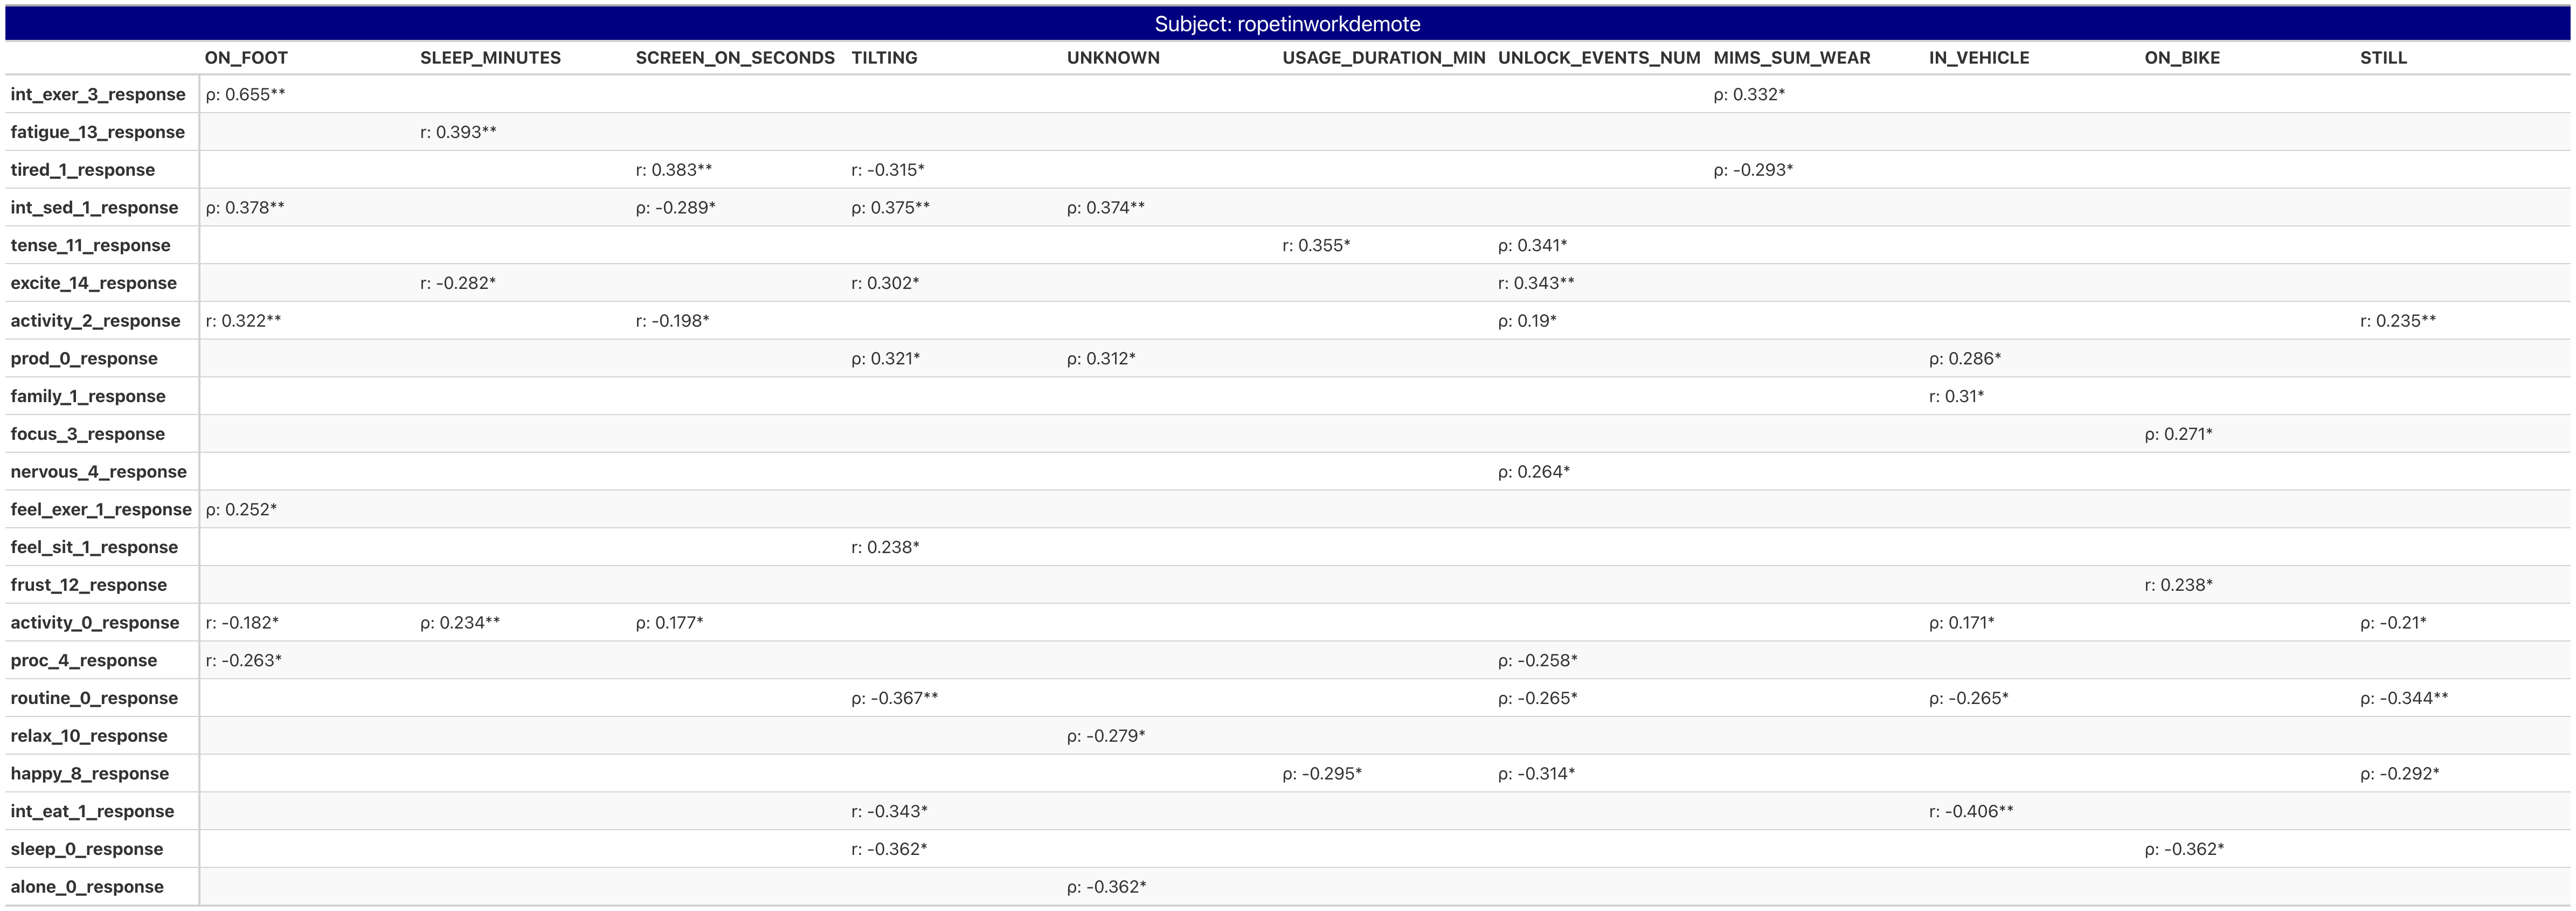 Subject: ropetinworkdemote
ON_FOOT SLEEP_MINUTES SCREEN_ON_SECONDS TILTING UNKNOWN USAGE_DURATION_MIN UNLOCK_EVENTS_NUM MIMS_SUM_WEAR IN_VEHICLE ON_BIKE STILL
int_exer_3_response ρ: 0.655** ρ: 0.332*
fatigue_13_response r: 0.393**
tired_1_response r: 0.383** r: -0.315* ρ: -0.293*
int_sed_1_response ρ: 0.378** ρ: -0.289* ρ: 0.375** ρ: 0.374**
tense_11_response r: 0.355* ρ: 0.341*
excite_14_response r: -0.282* r: 0.302* r: 0.343**
activity_2_response r: 0.322** r: -0.198* ρ: 0.19* r: 0.235**
prod_0_response ρ: 0.321* ρ: 0.312* ρ: 0.286*
family_1_response r: 0.31*
focus_3_response ρ: 0.271*
nervous_4_response ρ: 0.264*
feel_exer_1_response ρ: 0.252*
feel_sit_1_response r: 0.238*
frust_12_response r: 0.238*
activity_0_response r: -0.182* ρ: 0.234** ρ: 0.177* ρ: 0.171* ρ: -0.21*
proc_4_response r: -0.263* ρ: -0.258*
routine_0_response ρ: -0.367** ρ: -0.265* ρ: -0.265* ρ: -0.344**
relax_10_response ρ: -0.279*
happy_8_response ρ: -0.295* ρ: -0.314* ρ: -0.292*
int_eat_1_response r: -0.343* r: -0.406**
sleep_0_response r: -0.362* ρ: -0.362*
alone_0_response ρ: -0.362*